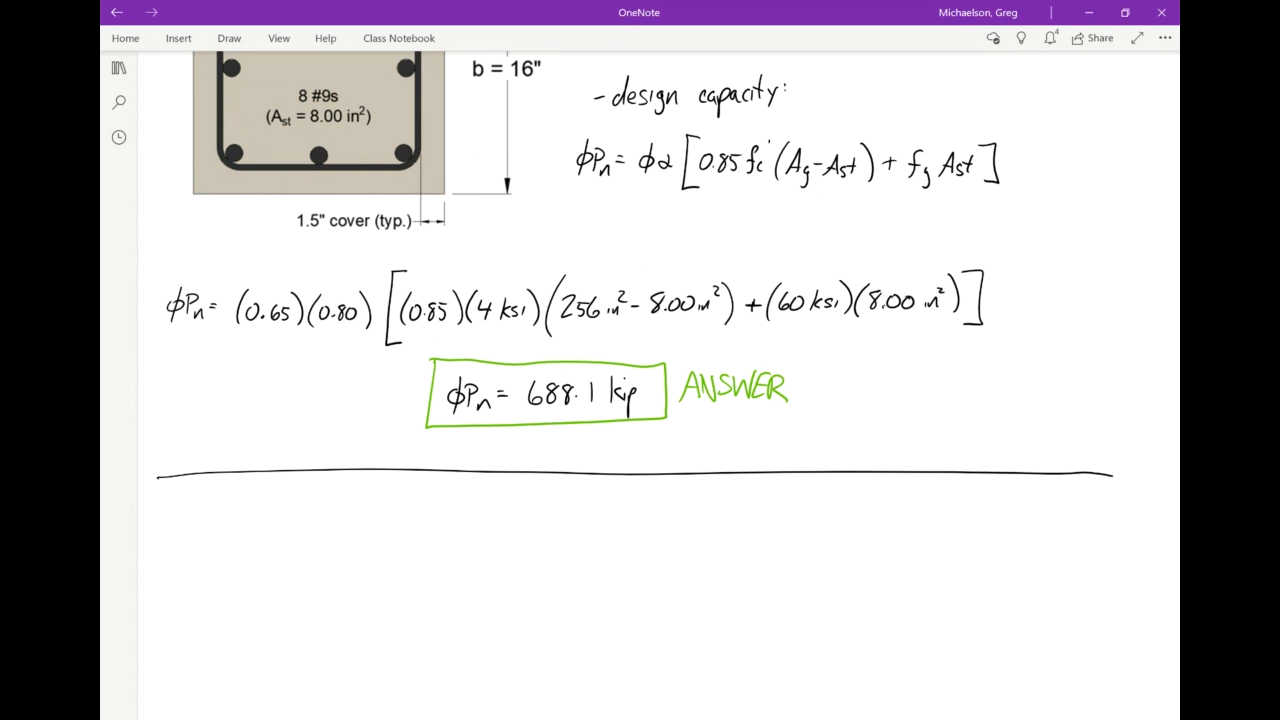 OneNote
Michaelson, Greg
Home Insert Draw View Help Class Notebook
4
Share
b = 16"
8 #9s
(Ast = 8.00 in²)
1.5" cover (typ.)
- design capacity:
ϕPn = ϕα [0.85 fc' (Ag - Ast) + fy Ast]
ϕPn = (0.65)(0.80) [(0.85)(4 ksi)(256 in² - 8.00 in²) + (60 ksi)(8.00 in²)]
ϕPn = 688.1 kip ANSWER